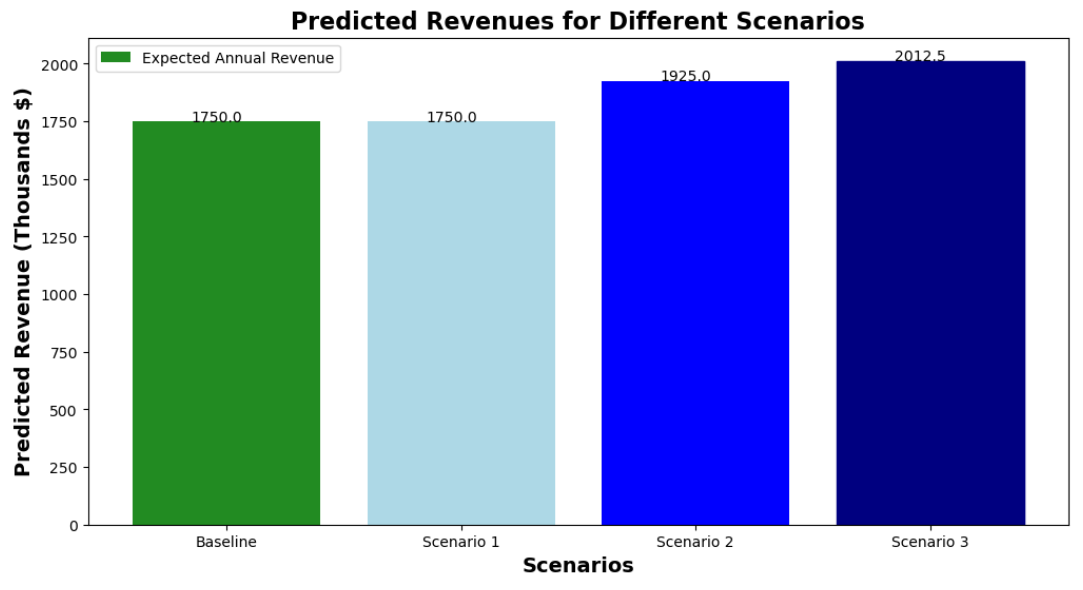 Predicted Revenues for Different Scenarios
Expected Annual Revenue
Predicted Revenue (Thousands $)
2000
1750
1500
1250
1000
750
500
250
0
1750.0
1750.0
1925.0
2012.5
Baseline
Scenario 1
Scenario 2
Scenario 3
Scenarios